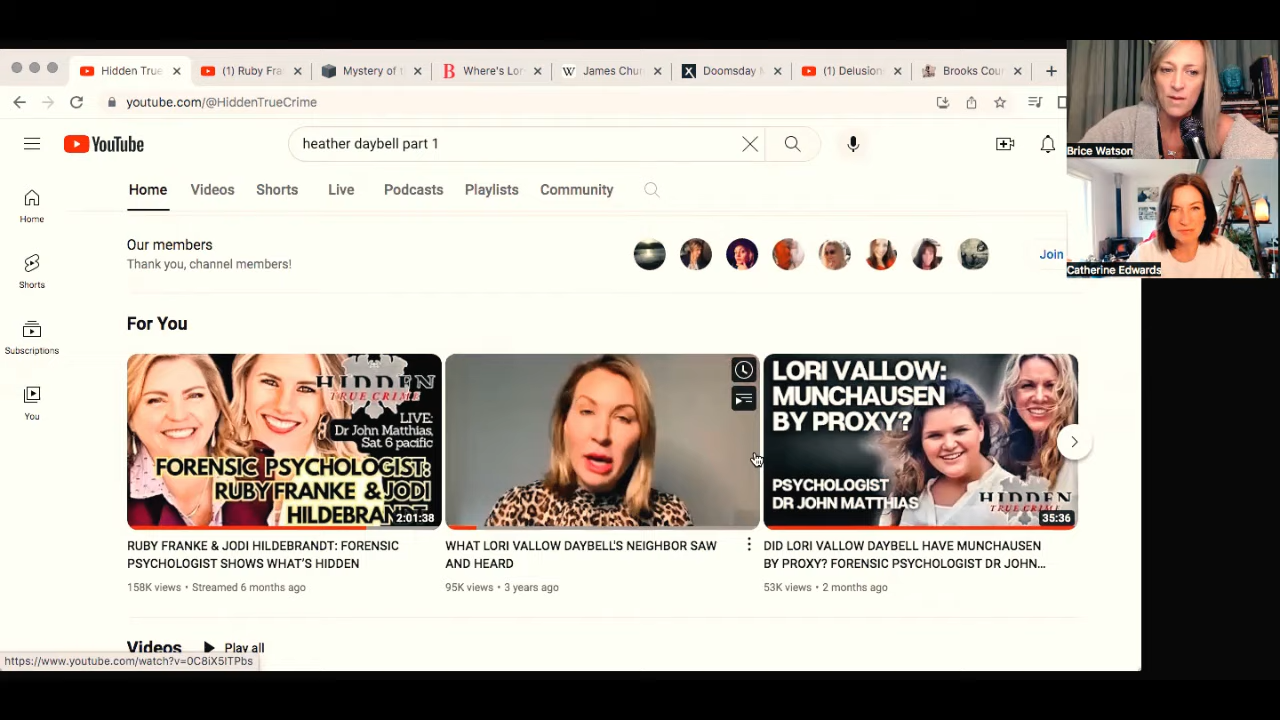 Hidden True
(1) Ruby Fra
Mystery of t
Where's Lor
James Chur
Doomsday M
(1) Delusion
Brooks Cour
youtube.com/@HiddenTrueCrime
Brice Watson
YouTube
heather daybell part 1
Home
Videos
Shorts
Live
Podcasts
Playlists
Community
Home
Shorts
Subscriptions
You
Catherine Edwards
Our members
Thank you, channel members!
Join
For You
HIDDEN
TRUE CRIME
LIVE:
Dr John Matthias,
Sat. 6 pacific
FORENSIC PSYCHOLOGIST:
RUBY FRANKE & JODI
HILDEBRANDT
2:01:38
LORI VALLOW:
MUNCHAUSEN
BY PROXY?
PSYCHOLOGIST
DR JOHN MATTHIAS
HIDDEN
TRUE CRIME
35:36
RUBY FRANKE & JODI HILDEBRANDT: FORENSIC
PSYCHOLOGIST SHOWS WHAT'S HIDDEN
158K views • Streamed 6 months ago
WHAT LORI VALLOW DAYBELL'S NEIGHBOR SAW
AND HEARD
95K views • 3 years ago
DID LORI VALLOW DAYBELL HAVE MUNCHAUSEN
BY PROXY? FORENSIC PSYCHOLOGIST DR JOHN...
53K views • 2 months ago
Videos
Play all
https://www.youtube.com/watch?v=0C8iX5ITPbs